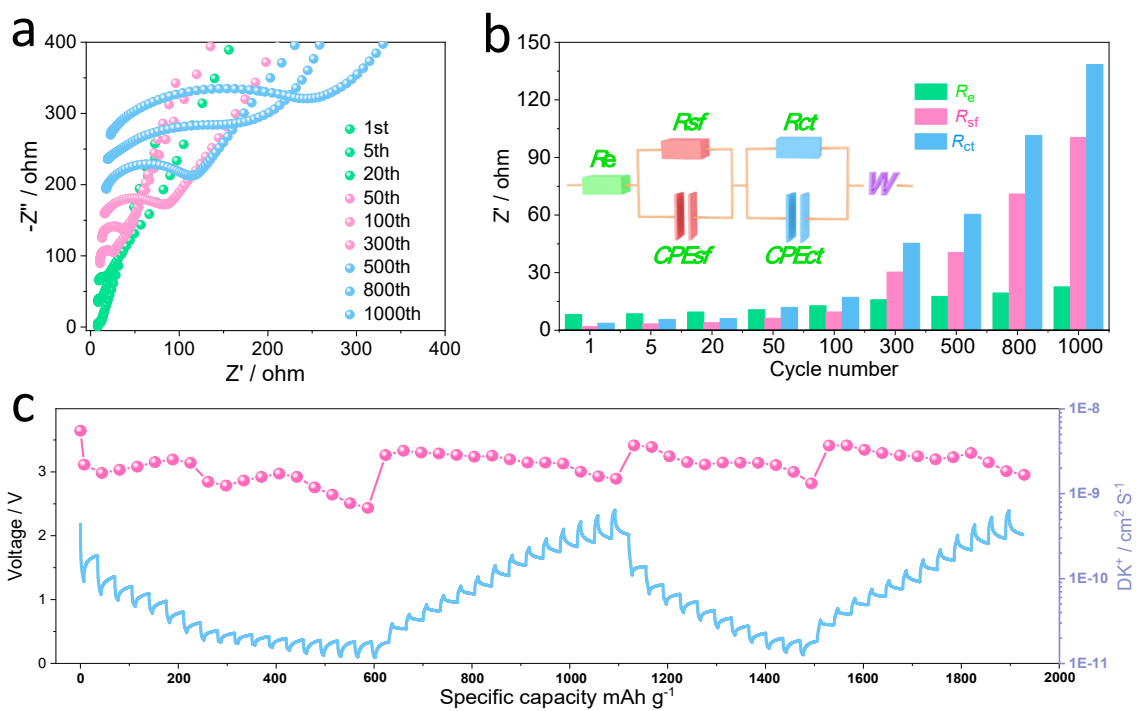 a
400
300
200
100
0
-Z'' / ohm
0 100 200 300 400
Z' / ohm
1st
5th
20th
50th
100th
300th
500th
800th
1000th
b
150
120
90
60
30
0
Z' / ohm
1 5 20 50 100 300 500 800 1000
Cycle number
Re
Rsf
Rct
Re
Rsf
CPEsf
Rct
CPEct
W
c
3
2
1
0
Voltage / V
0 200 400 600 800 1000 1200 1400 1600 1800 2000
Specific capacity mAh g-1
1E-8
1E-9
1E-10
1E-11
DK+ / cm2 S-1